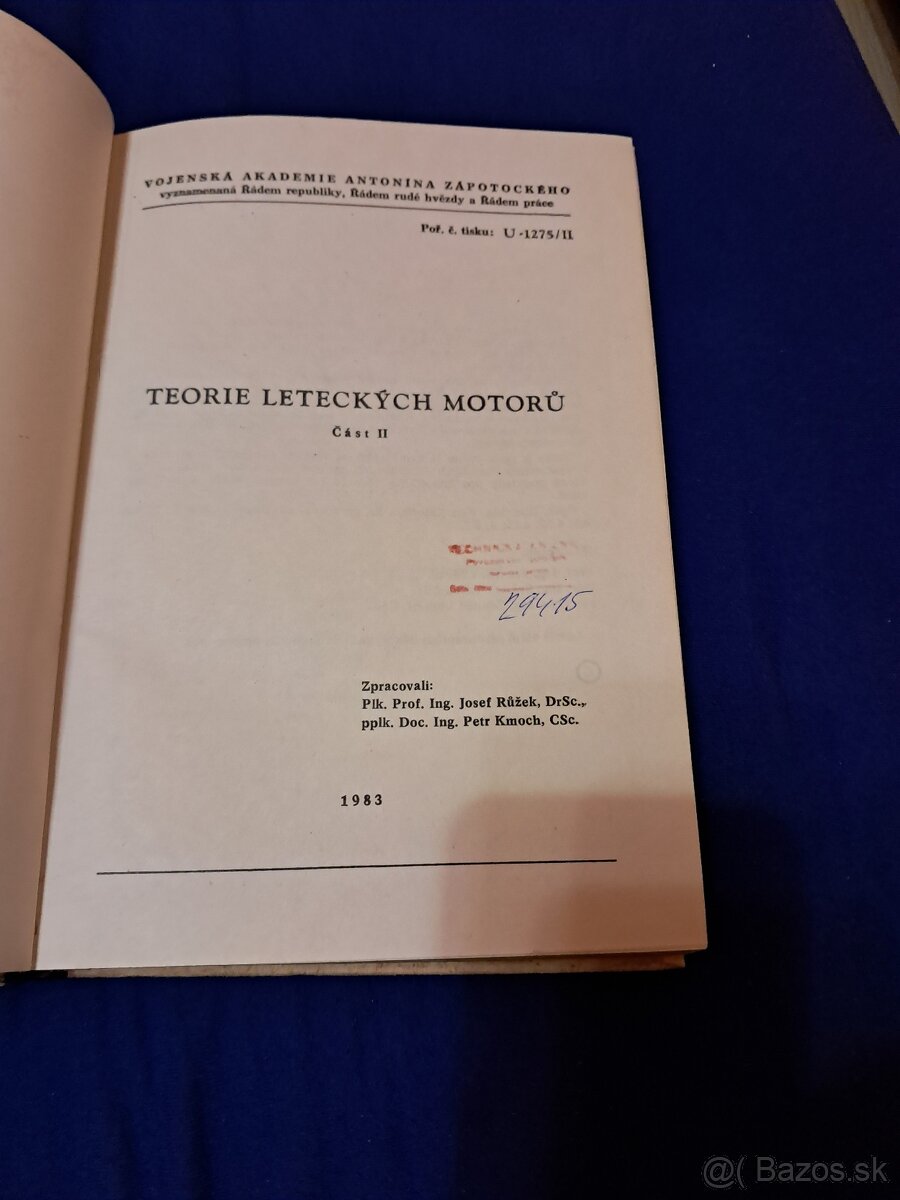 VOJENSKÁ AKADEMIE ANTONÍNA ZÁPOTOCKÉHO
vyznamenaná Řádem republiky, Řádem rudé hvězdy a Řádem práce
Poř. č. tisku: U-1275/II
TEORIE LETECKÝCH MOTORŮ
Část II
29415
Zpracovali:
Plk. Prof. Ing. Josef Růžek, DrSc.,
pplk. Doc. Ing. Petr Kmoch, CSc.
1983
@( Bazos.sk